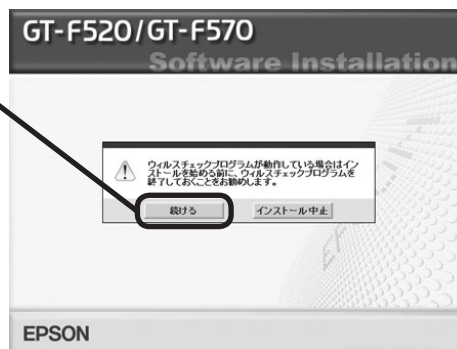 GT-F520/GT-F570
Software Installation
ウィルスチェックプログラムが動作している場合はイン
ストールを始める前に、ウィルスチェックプログラムを
終了しておくことをお勧めします。
続ける インストール中止
EPSON